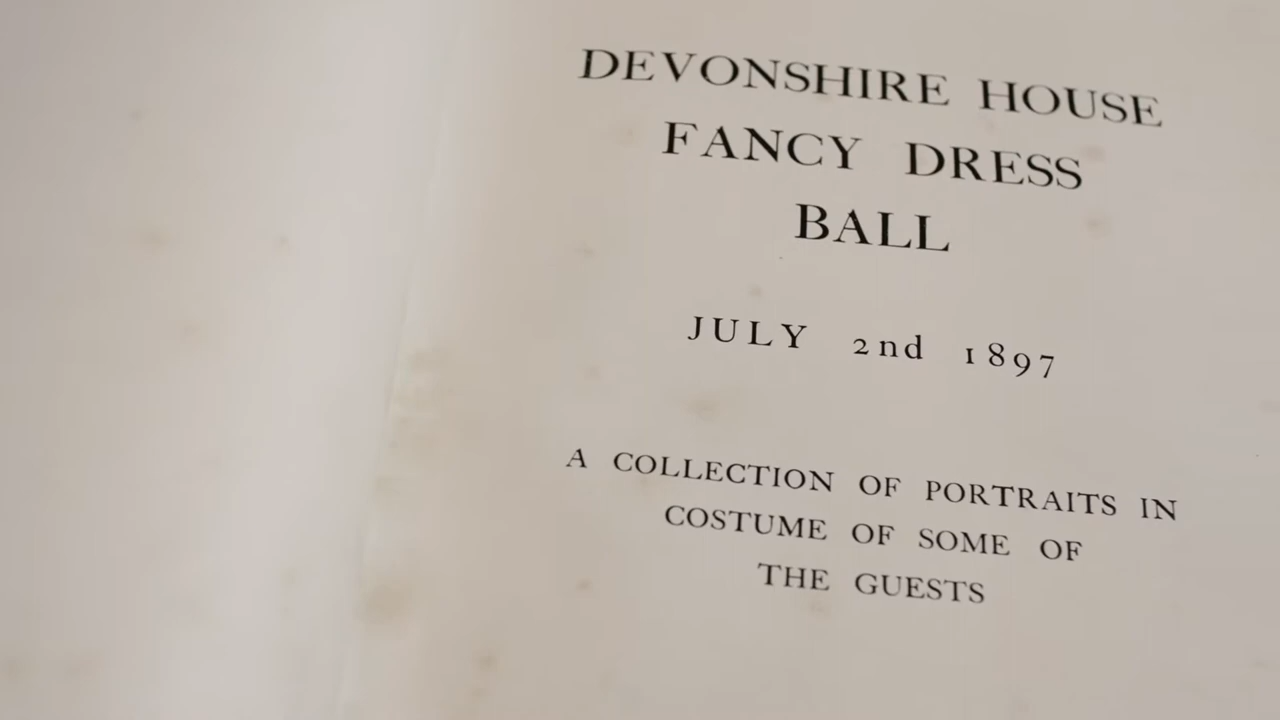 DEVONSHIRE HOUSE
FANCY DRESS
BALL
JULY 2nd 1897
A COLLECTION OF PORTRAITS IN
COSTUME OF SOME OF
THE GUESTS